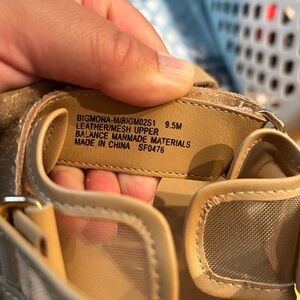 BIGMONA-M/BIGM02S1 9.5M
LEATHER/MESH UPPER
BALANCE MANMADE MATERIALS
MADE IN CHINA SF0476